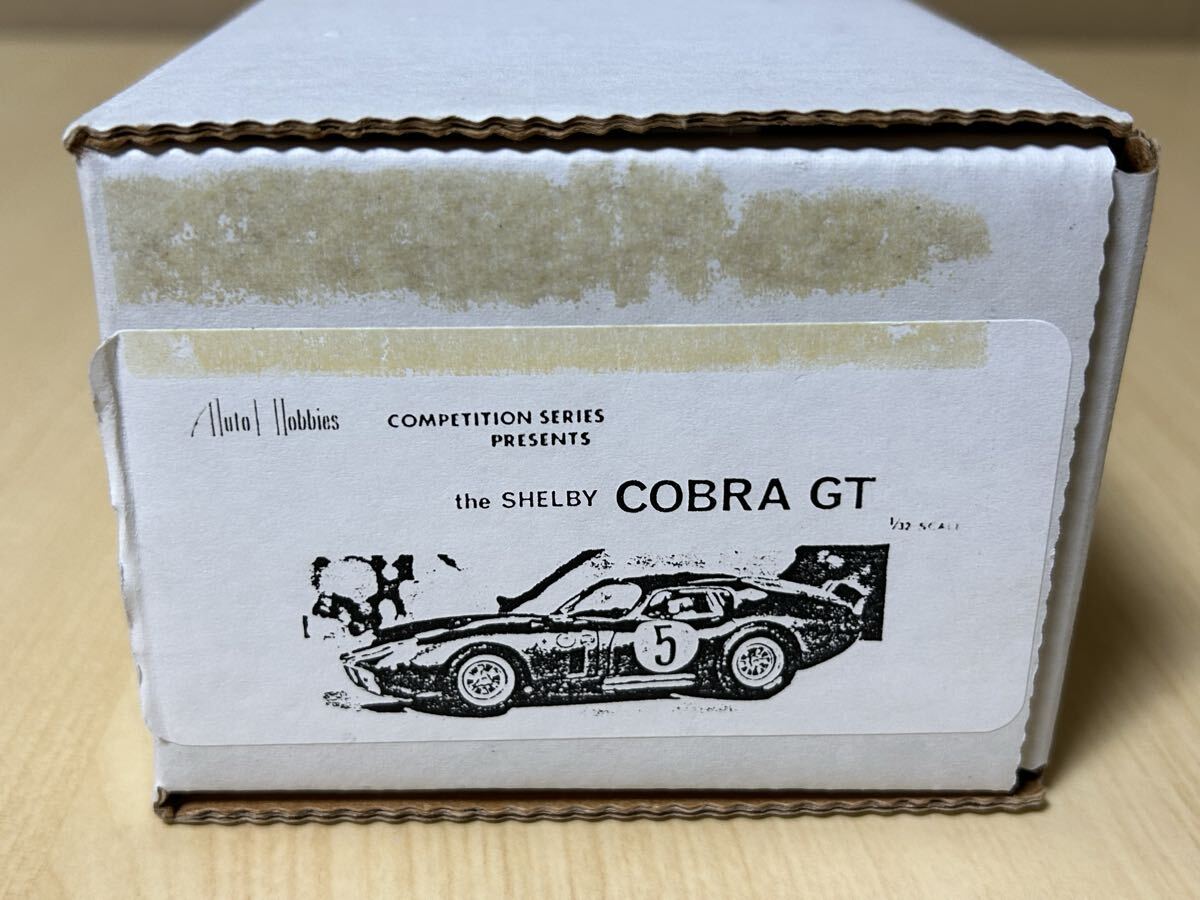 Auto Hobbies
COMPETITION SERIES
PRESENTS
the SHELBY COBRA GT
1/32 SCALE
5